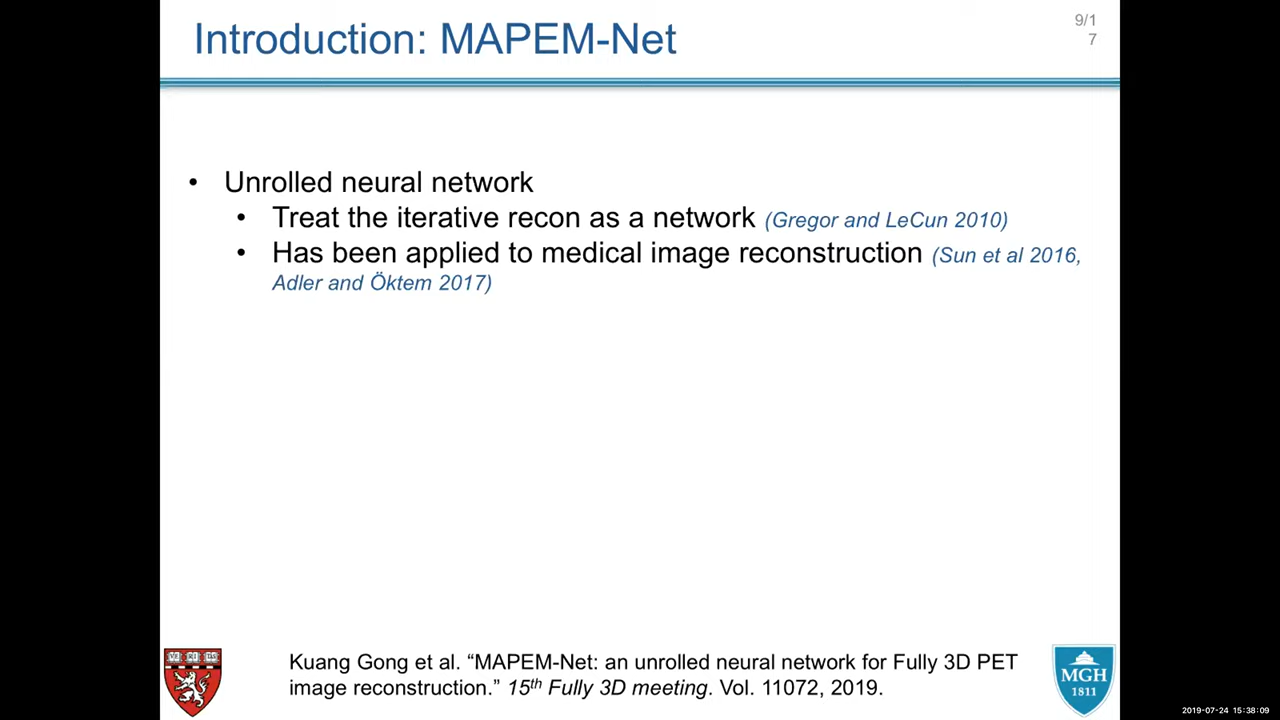 Introduction: MAPEM-Net
9/1
7
• Unrolled neural network
• Treat the iterative recon as a network (Gregor and LeCun 2010)
• Has been applied to medical image reconstruction (Sun et al 2016,
Adler and Öktem 2017)
Kuang Gong et al. “MAPEM-Net: an unrolled neural network for Fully 3D PET
image reconstruction.” 15th Fully 3D meeting. Vol. 11072, 2019.
VE RI TAS
MGH
1811
2019-07-24 15:38:09